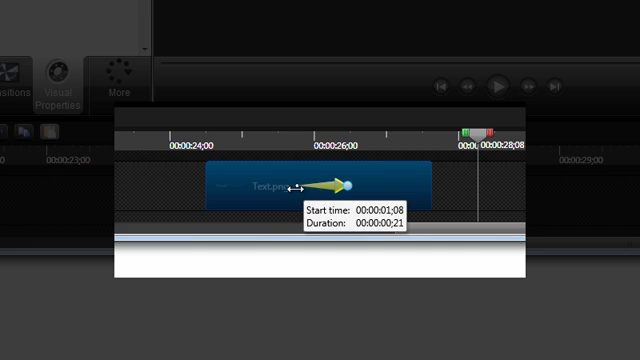 Visual
Properties
More
00:00:24;00
00:00:26;00
00:00:28;08
00:00:23;00
00:00:29;00
Text.png
Start time: 00:00:01;08
Duration: 00:00:00;21